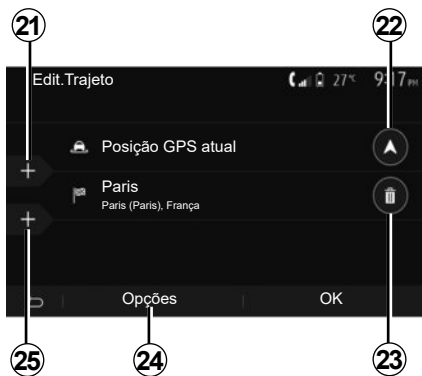 21
22
Edit.Trajeto
27°C 9:17 PM
Posição GPS atual
Paris
Paris (Paris), França
Opções
OK
25
24
23